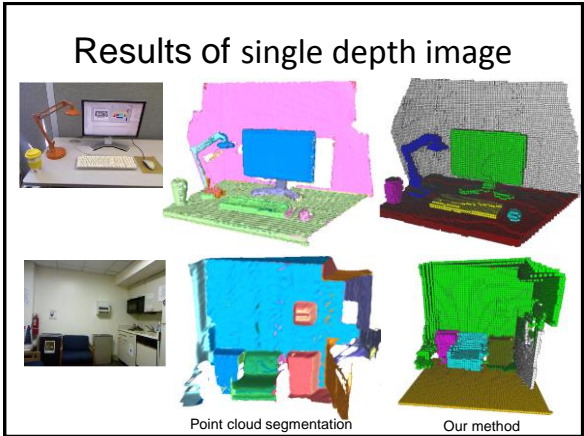 Results of single depth image
Point cloud segmentation
Our method